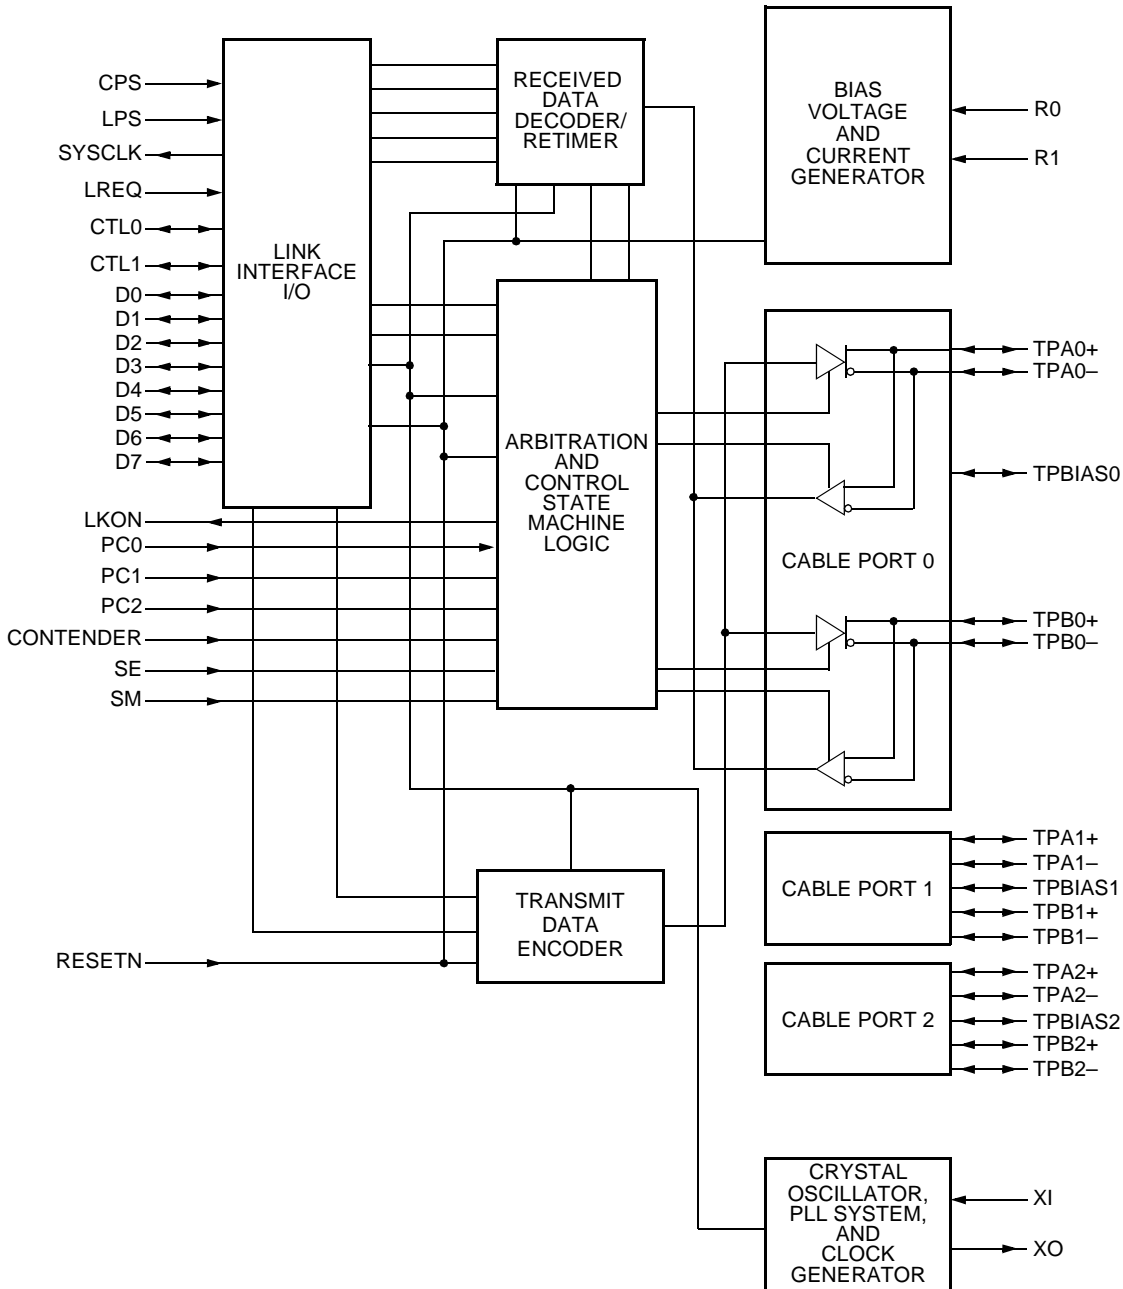 CPS
LPS
SYSCLK
LREQ
CTL0
CTL1
D0
D1
D2
D3
D4
D5
D6
D7
LKON
PC0
PC1
PC2
CONTENDER
SE
SM
RESETN
LINK
INTERFACE
I/O
RECEIVED
DATA
DECODER/
RETIMER
ARBITRATION
AND
CONTROL
STATE
MACHINE
LOGIC
TRANSMIT
DATA
ENCODER
BIAS
VOLTAGE
AND
CURRENT
GENERATOR
R0
R1
CABLE PORT 0
TPA0+
TPA0–
TPBIAS0
TPB0+
TPB0–
CABLE PORT 1
TPA1+
TPA1–
TPBIAS1
TPB1+
TPB1–
CABLE PORT 2
TPA2+
TPA2–
TPBIAS2
TPB2+
TPB2–
CRYSTAL
OSCILLATOR,
PLL SYSTEM,
AND
CLOCK
GENERATOR
XI
XO